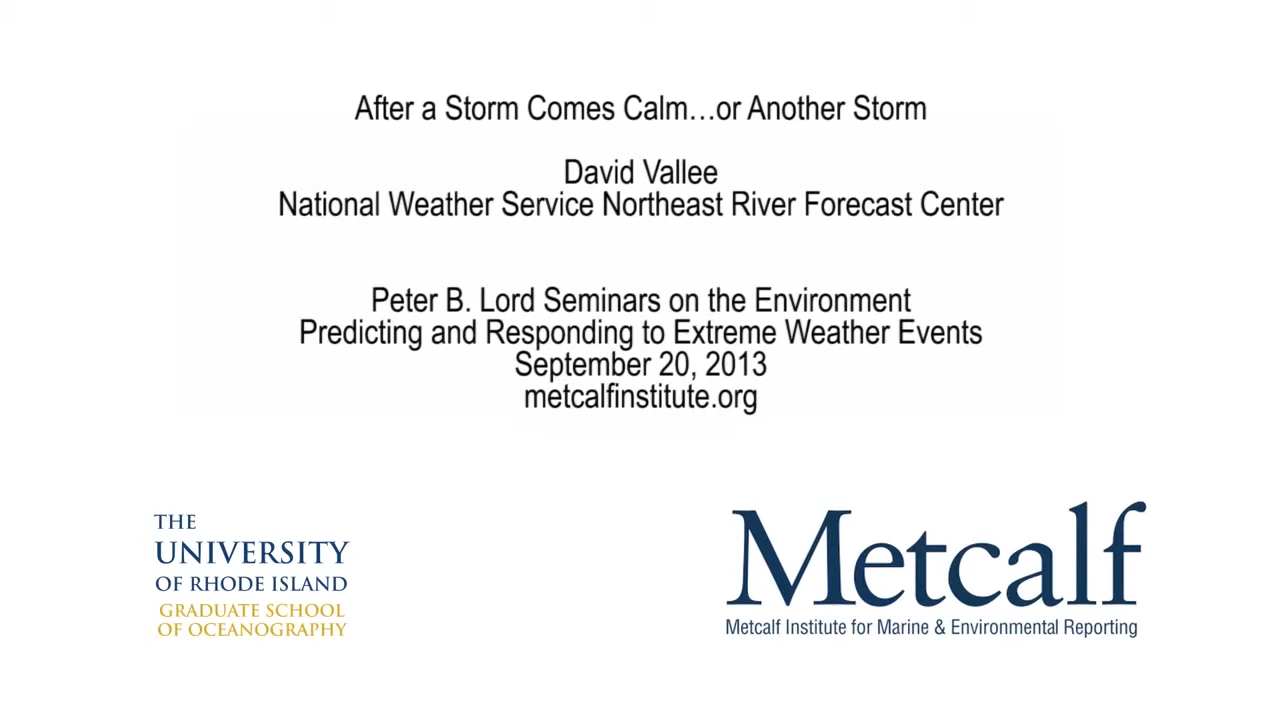 After a Storm Comes Calm…or Another Storm
David Vallee
National Weather Service Northeast River Forecast Center
Peter B. Lord Seminars on the Environment
Predicting and Responding to Extreme Weather Events
September 20, 2013
metcalfinstitute.org
THE
UNIVERSITY
OF RHODE ISLAND
GRADUATE SCHOOL
OF OCEANOGRAPHY
Metcalf
Metcalf Institute for Marine & Environmental Reporting